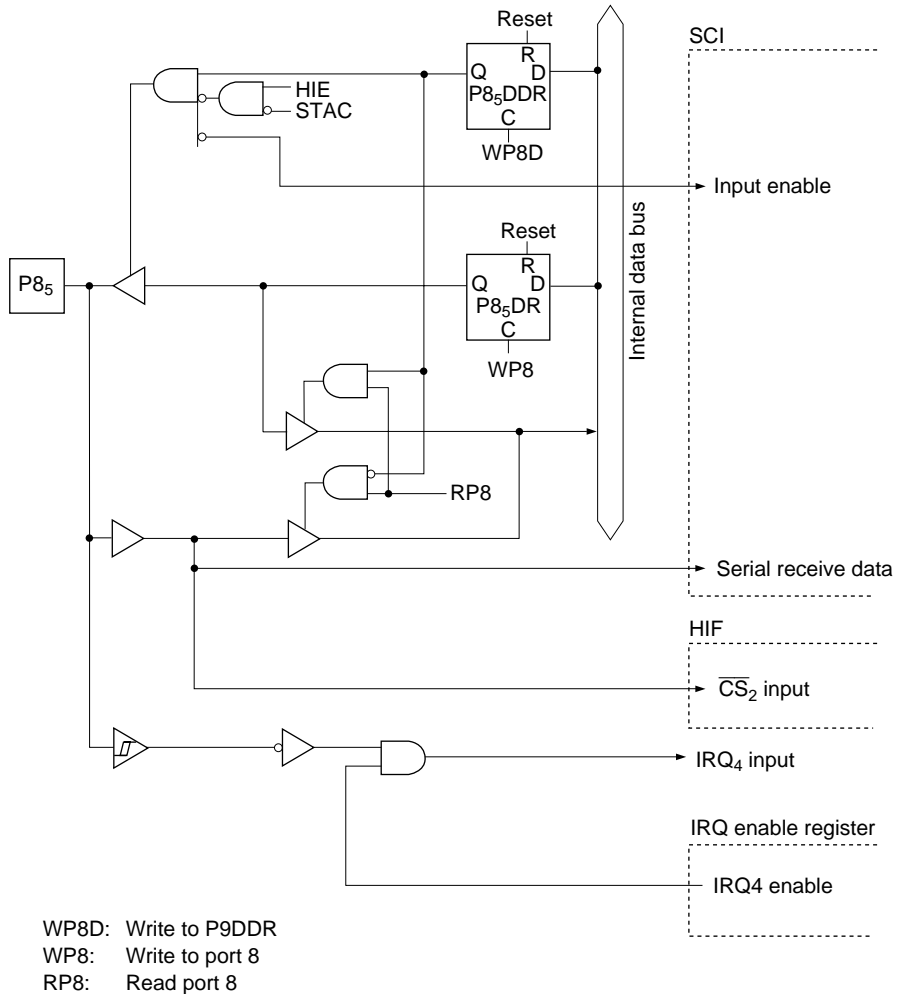 Reset
SCI
R
Q D
HIE
P8₅DDR
STAC
C
WP8D
Input enable
Internal data bus
Reset
R
P8₅
Q D
P8₅DR
C
WP8
RP8
Serial receive data
HIF
C̅S̅₂ input
IRQ₄ input
IRQ enable register
IRQ4 enable
WP8D: Write to P9DDR
WP8: Write to port 8
RP8: Read port 8